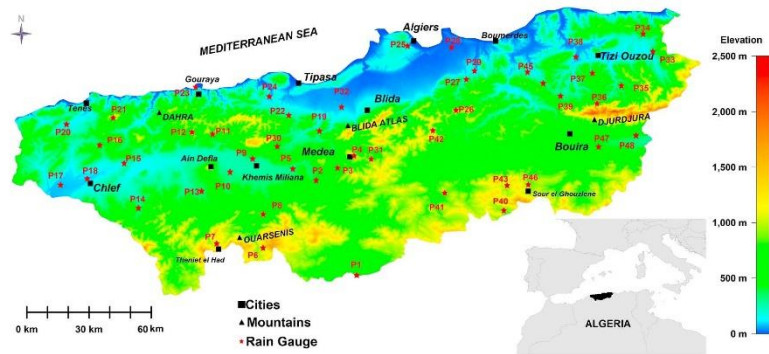 N
MEDITERRANEAN SEA
Algiers
Boumerdea
P25
P34
Elevation
2,500 m
P38
Tizi Ouzou
P33
Gouraya
P23
Tipasa
P24
P29
P45
P37
P27
P35
2,000 m
Tenes
P21
P32
Blida
P36
P20
DAHRA
P22
P19
P26
P39
DJURDJURA
P12
P11
BLIDA ATLAS
P42
1,500 m
P16
P30
Medea
P4
P31
Bouira
P47
P48
P15
Ain Defla
P9
P5
P3
P17
P18
Khemis Miliana
P2
Chlef
P13
P10
P43
P46
Sour el Ghouzlene
1,000 m
P14
P8
P41
P40
P7
OUARSENIS
Theniet el Had
P6
P1
500 m
0 km
30 km
60 km
Cities
Mountains
Rain Gauge
ALGERIA
0 m